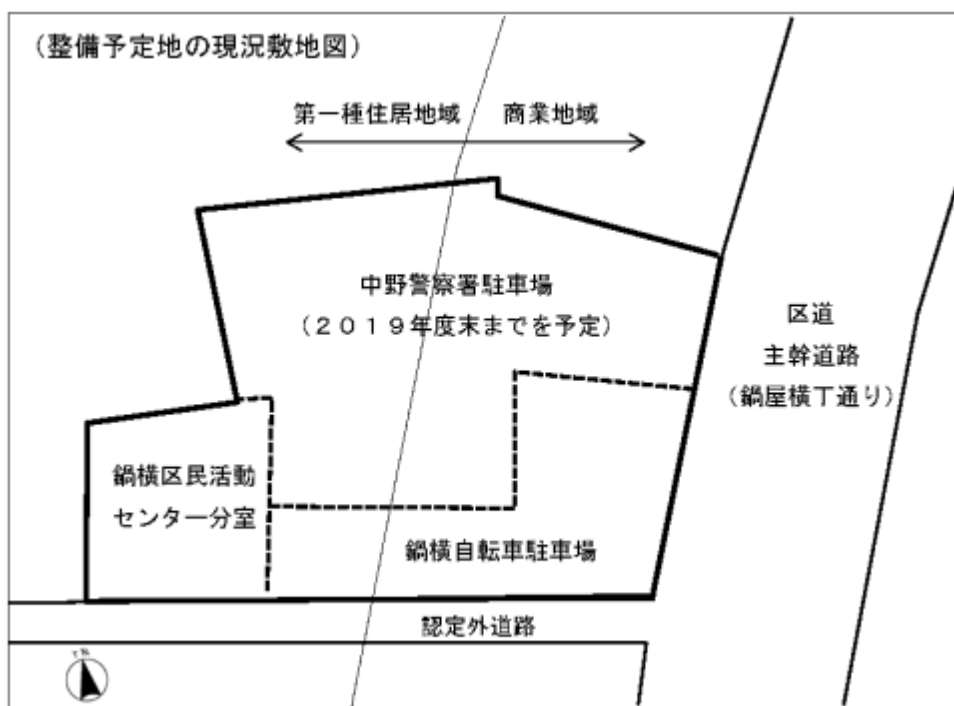 （整備予定地の現況敷地図）
第一種住居地域　商業地域
中野警察署駐車場
（２０１９年度末までを予定）
区道
主幹道路
（鍋屋横丁通り）
鍋横区民活動
センター分室
鍋横自転車駐車場
認定外道路